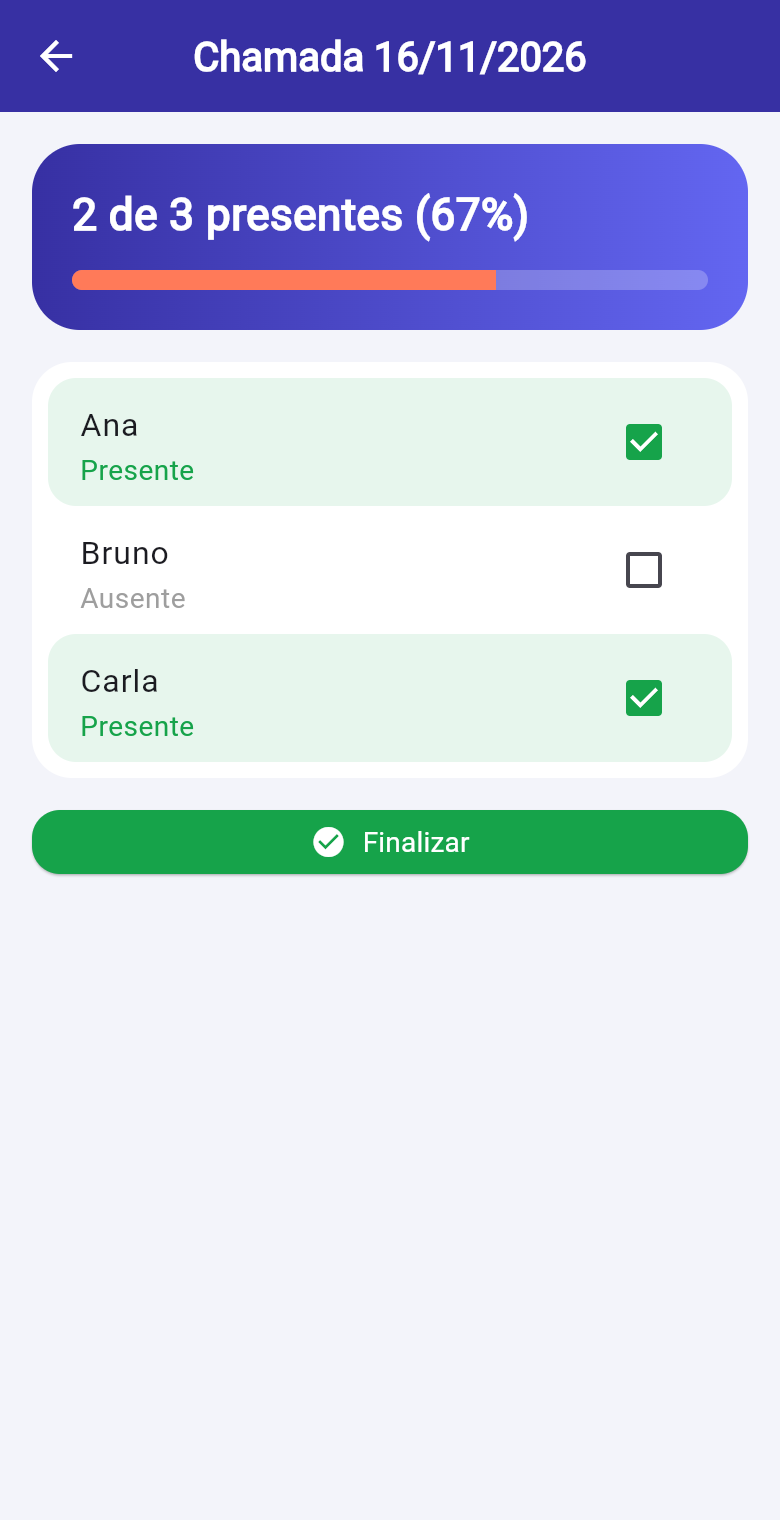 Chamada 16/11/2026
2 de 3 presentes (67%)
Ana
Presente
Bruno
Ausente
Carla
Presente
Finalizar